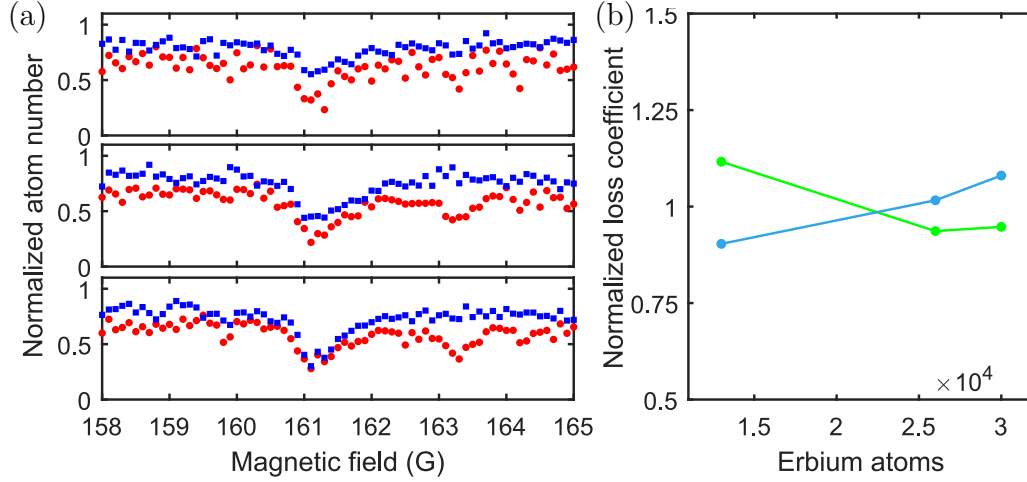 (a)
Normalized atom number
1
0.5
0
1
0.5
0
1
0.5
0
158 159 160 161 162 163 164 165
Magnetic field (G)
(b)
Normalized loss coefficient
1.5
1.25
1
0.75
0.5
×10⁴
1.5 2 2.5 3
Erbium atoms